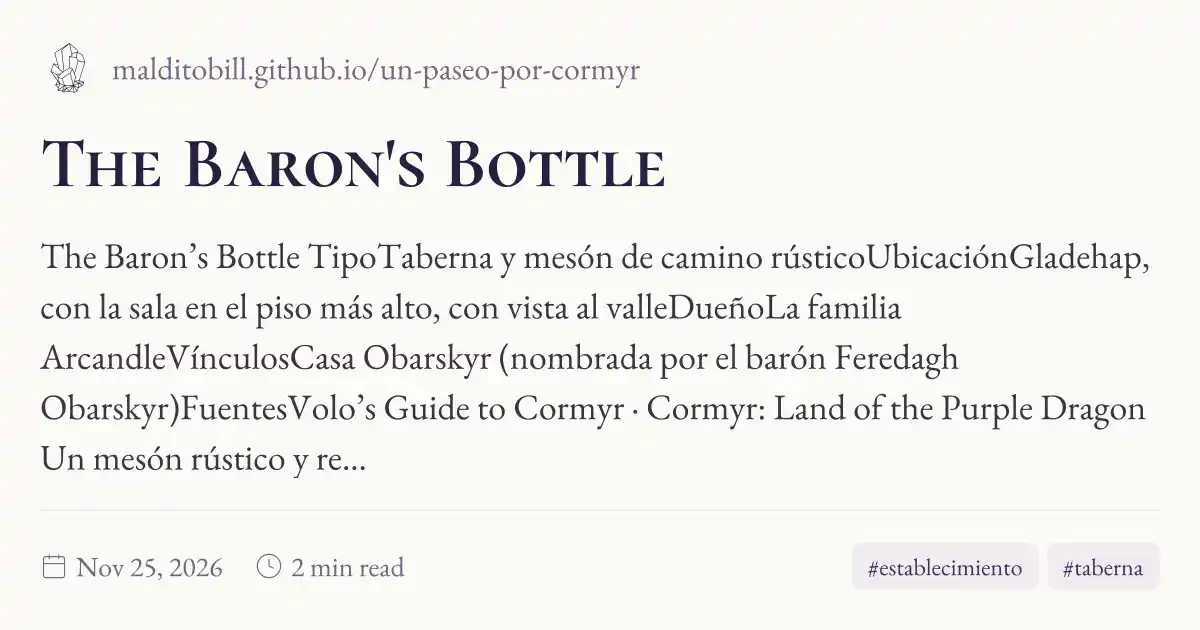 malditobill.github.io/un-paseo-por-cormyr
The Baron's Bottle
The Baron’s Bottle TipoTaberna y mesón de camino rústicoUbicaciónGladehap,
con la sala en el piso más alto, con vista al valleDueñoLa familia
ArcandleVínculosCasa Obarskyr (nombrada por el barón Feredagh
Obarskyr)FuentesVolo’s Guide to Cormyr · Cormyr: Land of the Purple Dragon
Un mesón rústico y re...
Nov 25, 2026
2 min read
#establecimiento
#taberna